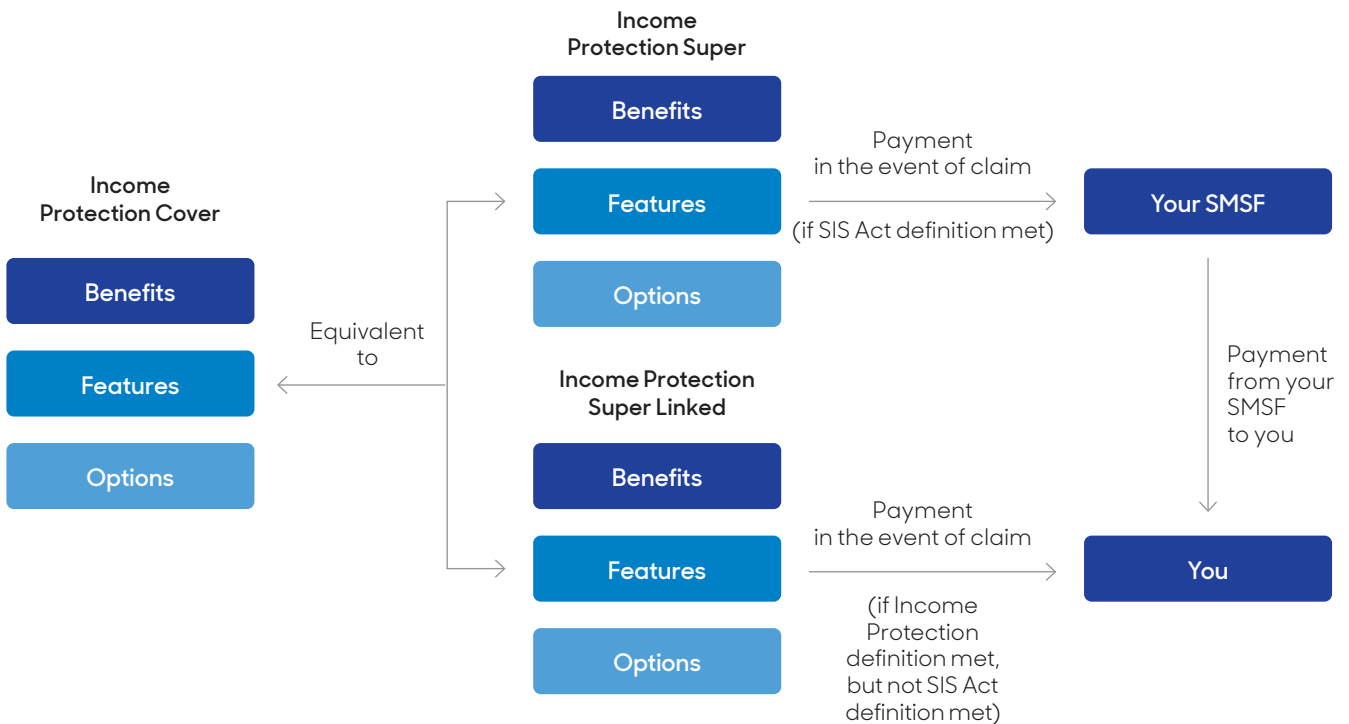 Income
Protection Cover
Benefits
Features
Options
Equivalent
to
Income
Protection Super
Benefits
Features
Options
Payment
in the event of claim
(if SIS Act definition met)
Your SMSF
Payment
from your
SMSF
to you
Income Protection
Super Linked
Benefits
Features
Options
Payment
in the event of claim
(if Income
Protection
definition met,
but not SIS Act
definition met)
You